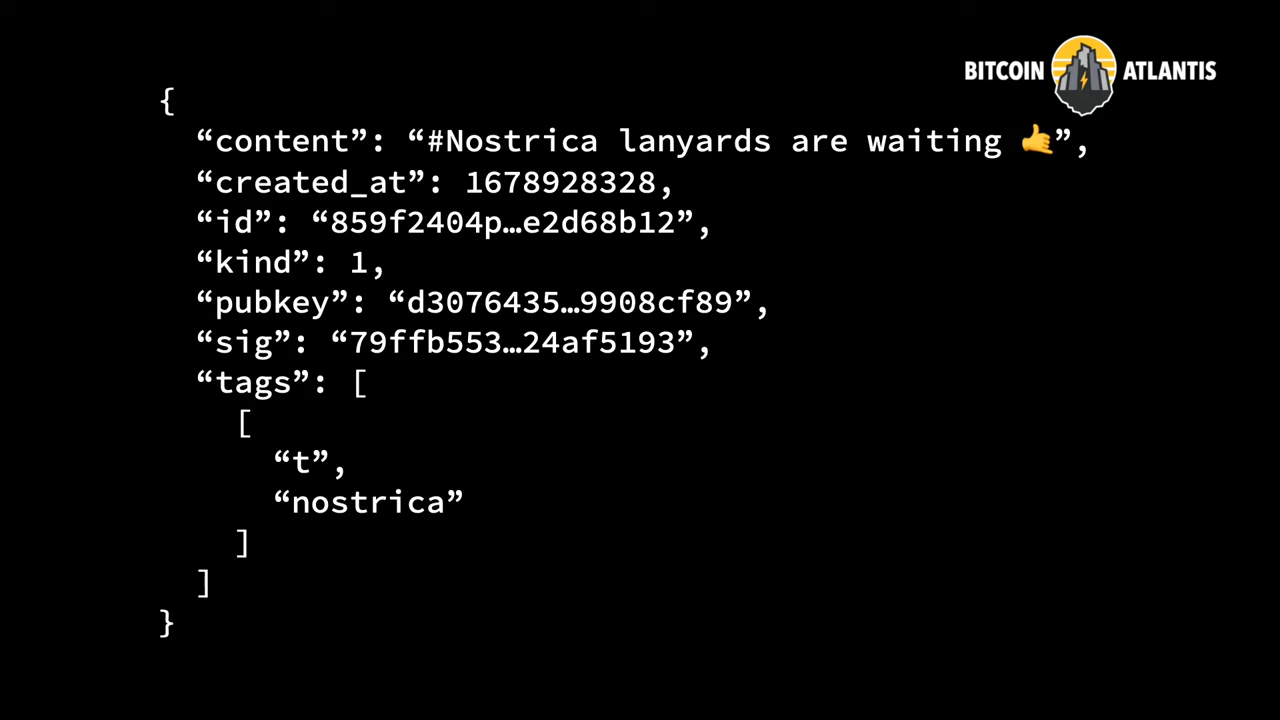 BITCOIN ATLANTIS
{
“content”: “#Nostrica lanyards are waiting 🤙”,
“created_at”: 1678928328,
“id”: “859f2404p…e2d68b12”,
“kind”: 1,
“pubkey”: “d3076435…9908cf89”,
“sig”: “79ffb553…24af5193”,
“tags”: [
[
“t”,
“nostrica”
]
]
}